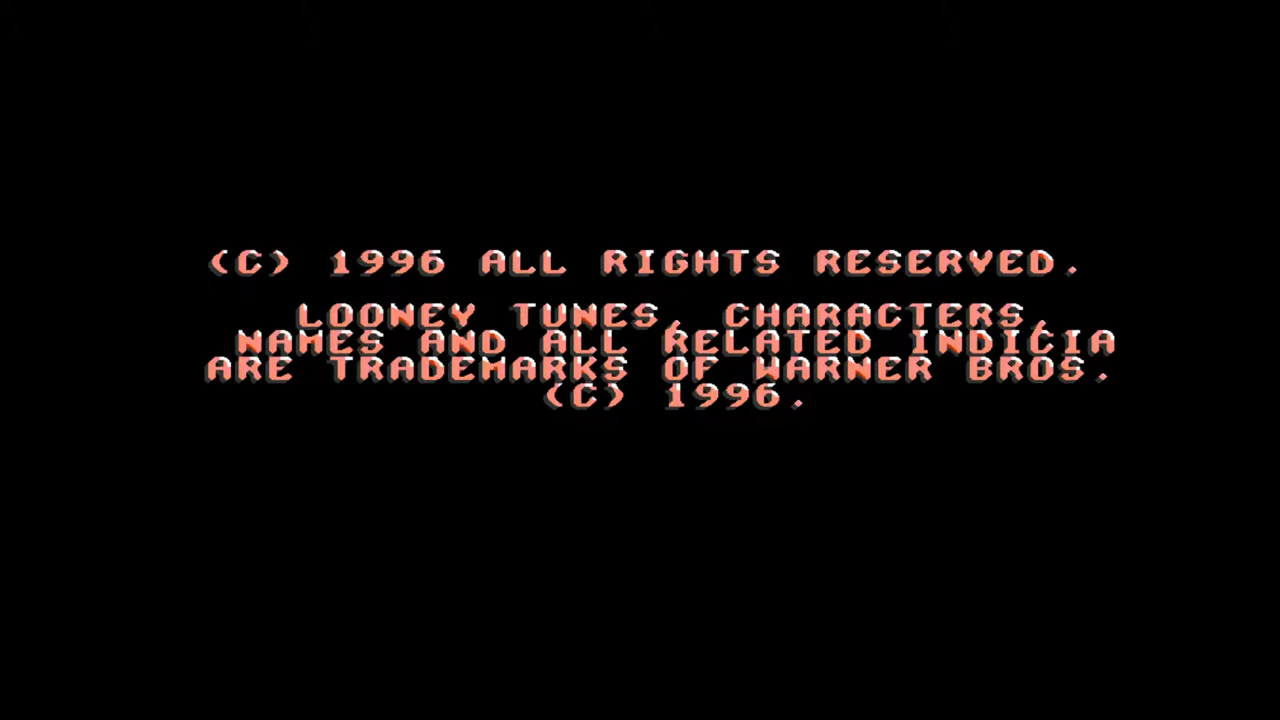 (C) 1996 ALL RIGHTS RESERVED.
LOONEY TUNES, CHARACTERS,
NAMES AND ALL RELATED INDICIA
ARE TRADEMARKS OF WARNER BROS.
(C) 1996.